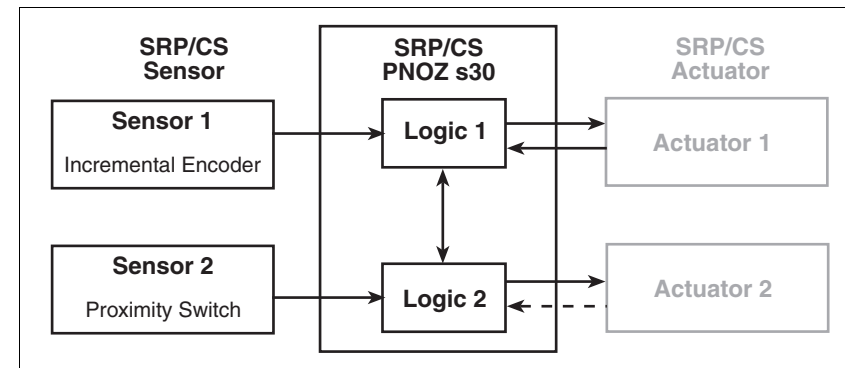 SRP/CS
Sensor
SRP/CS
PNOZ s30
SRP/CS
Actuator
Sensor 1
Incremental Encoder
Logic 1
Actuator 1
Sensor 2
Proximity Switch
Logic 2
Actuator 2